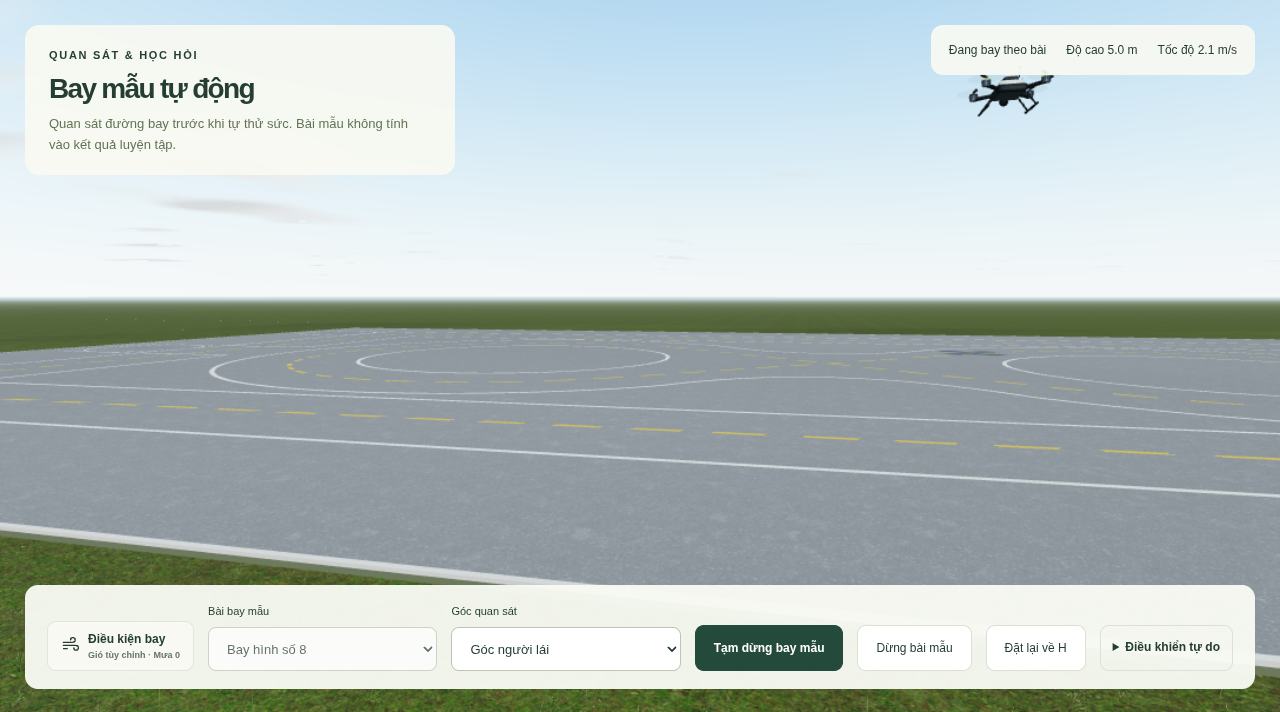 QUAN SÁT & HỌC HỎI
Bay mẫu tự động
Quan sát đường bay trước khi tự thử sức. Bài mẫu không tính
vào kết quả luyện tập.
Đang bay theo bài
Độ cao 5.0 m
Tốc độ 2.1 m/s
Điều kiện bay
Gió tùy chỉnh · Mưa 0
Bài bay mẫu
Bay hình số 8
Góc quan sát
Góc người lái
Tạm dừng bay mẫu
Dừng bài mẫu
Đặt lại về H
Điều khiển tự do